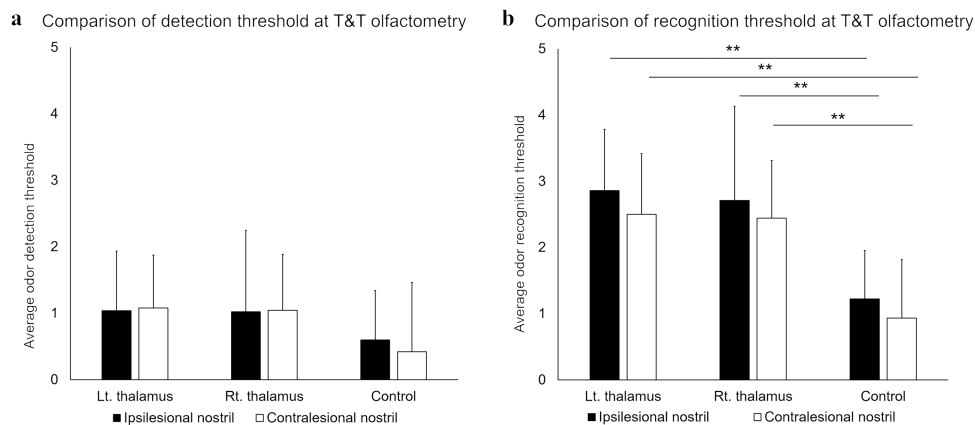 a Comparison of detection threshold at T&T olfactometry
5
4
3
2
1
0
Average odor detection threshold
Lt. thalamus Rt. thalamus Control
Ipsilesional nostril Contralesional nostril
b Comparison of recognition threshold at T&T olfactometry
5
4
3
2
1
0
Average odor recognition threshold
**
**
**
**
Lt. thalamus Rt. thalamus Control
Ipsilesional nostril Contralesional nostril